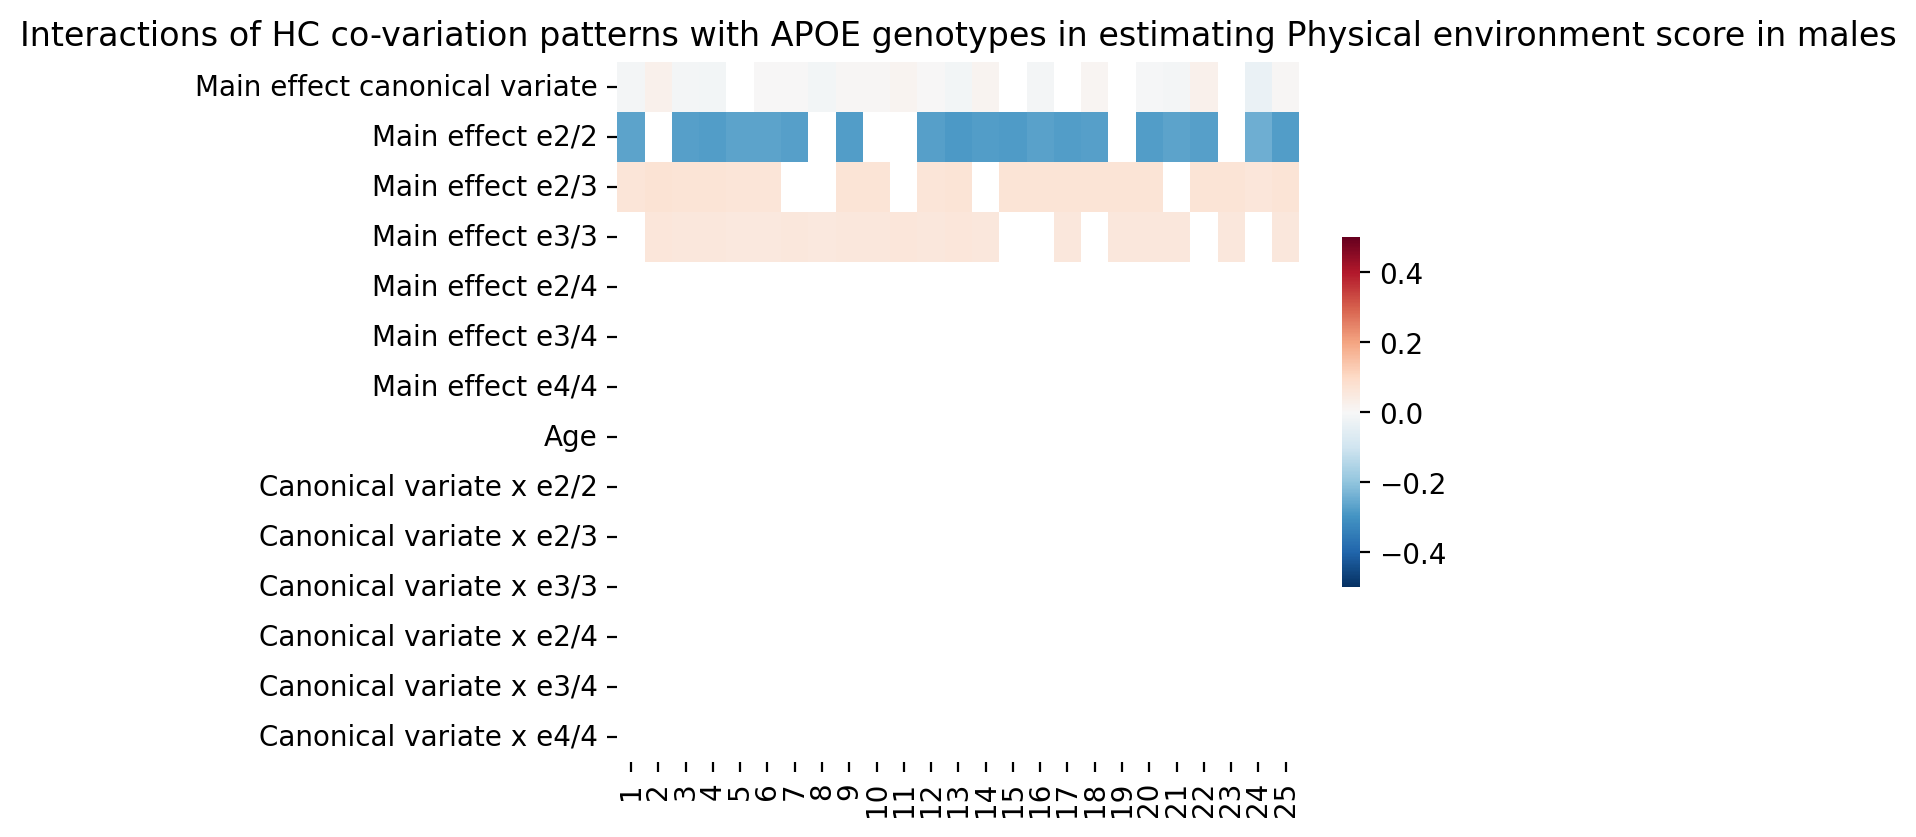 Interactions of HC co-variation patterns with APOE genotypes in estimating Physical environment score in males
Main effect canonical variate
Main effect e2/2
Main effect e2/3
Main effect e3/3
Main effect e2/4
Main effect e3/4
Main effect e4/4
Age
Canonical variate x e2/2
Canonical variate x e2/3
Canonical variate x e3/3
Canonical variate x e2/4
Canonical variate x e3/4
Canonical variate x e4/4
1 2 3 4 5 6 7 8 9 10 11 12 13 14 15 16 17 18 19 20 21 22 23 24 25
0.4
0.2
0.0
−0.2
−0.4